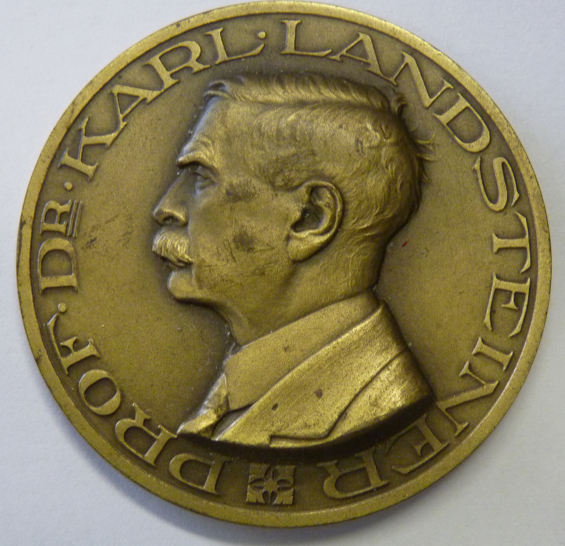 PROF. DR. KARL. LANDSTEINER